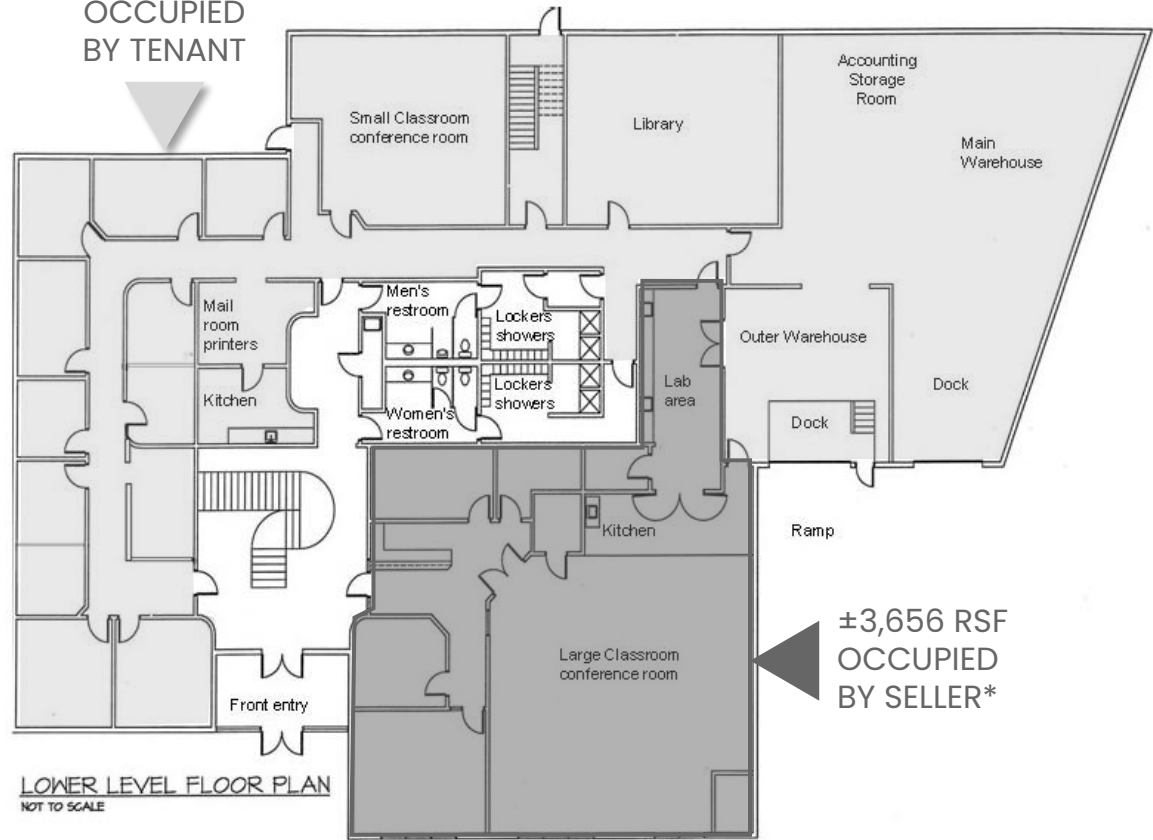 OCCUPIED
BY TENANT
Small Classroom
conference room
Library
Accounting
Storage
Room
Main
Warehouse
Mail
room
printers
Men's
restroom
Lockers
showers
Outer Warehouse
Kitchen
Women's
restroom
Lockers
showers
Lab
area
Dock
Dock
Kitchen
Ramp
Large Classroom
conference room
±3,656 RSF
OCCUPIED
BY SELLER*
Front entry
LOWER LEVEL FLOOR PLAN
NOT TO SCALE